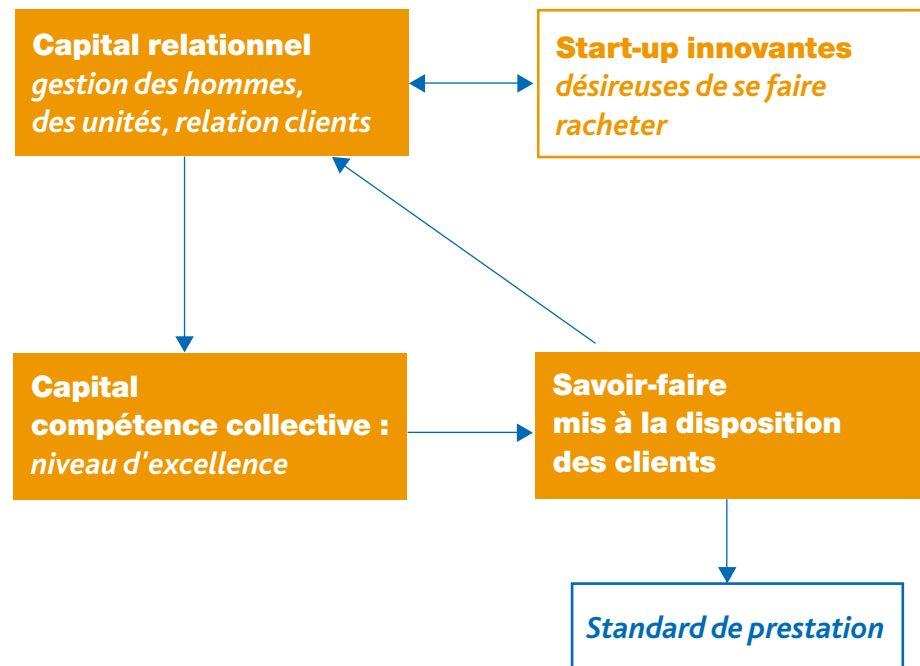 Capital relationnel
gestion des hommes,
des unités, relation clients
Start-up innovantes
désireuses de se faire
racheter
Capital
compétence collective :
niveau d'excellence
Savoir-faire
mis à la disposition
des clients
Standard de prestation